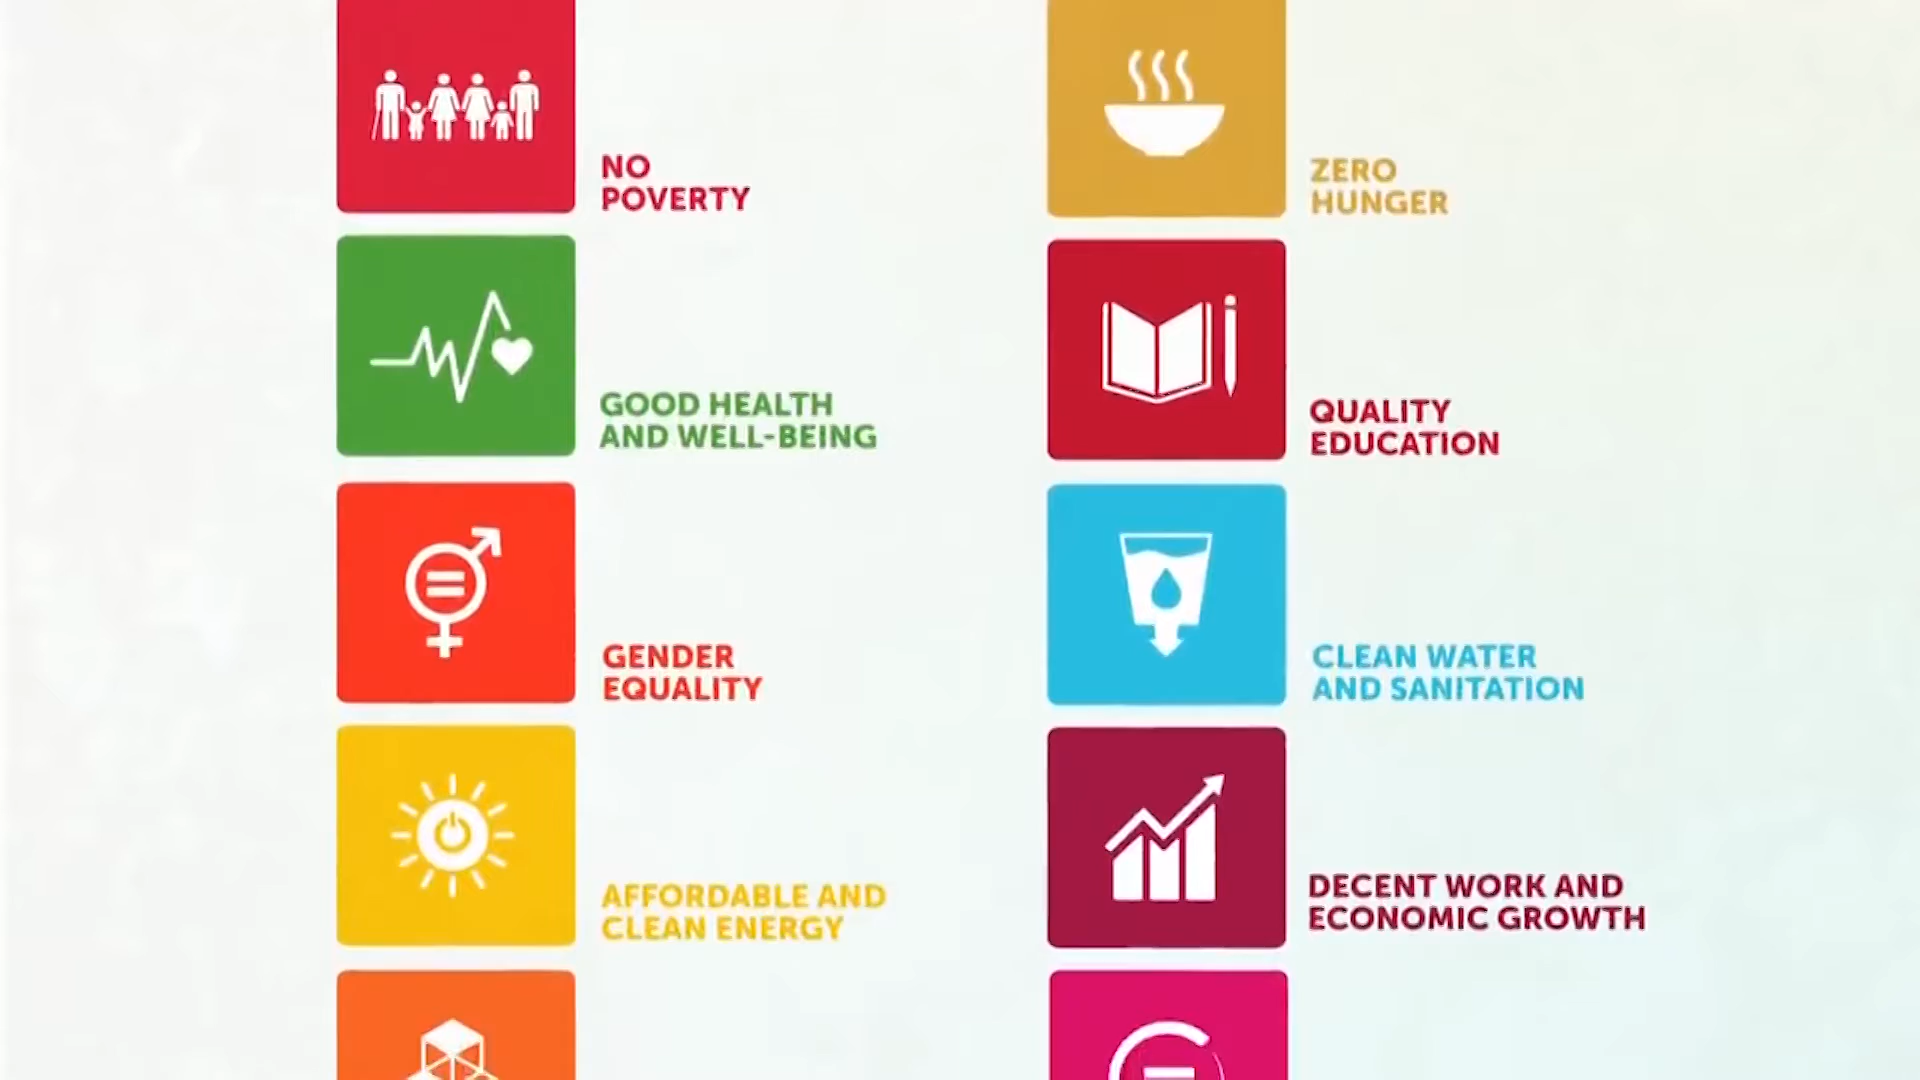 NO
POVERTY
ZERO
HUNGER
GOOD HEALTH
AND WELL-BEING
QUALITY
EDUCATION
GENDER
EQUALITY
CLEAN WATER
AND SANITATION
AFFORDABLE AND
CLEAN ENERGY
DECENT WORK AND
ECONOMIC GROWTH